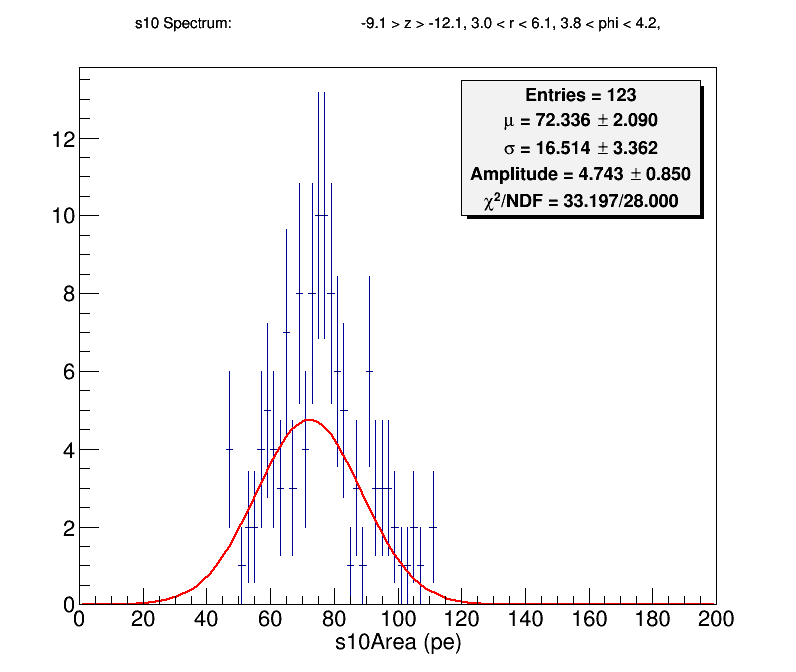 s10 Spectrum: -9.1 > z > -12.1, 3.0 < r < 6.1, 3.8 < phi < 4.2,
Entries = 123
μ = 72.336 ± 2.090
σ = 16.514 ± 3.362
Amplitude = 4.743 ± 0.850
χ²/NDF = 33.197/28.000
12
10
8
6
4
2
0
0 20 40 60 80 100 120 140 160 180 200
s10Area (pe)